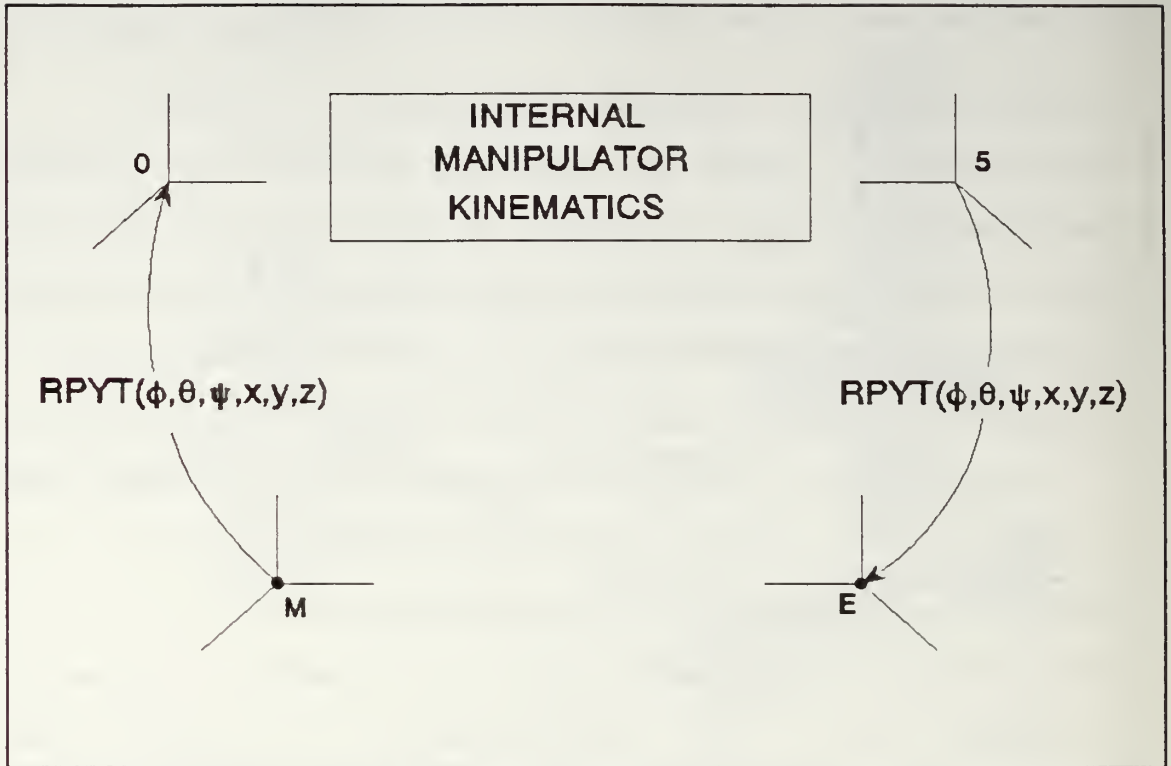 INTERNAL
MANIPULATOR
KINEMATICS
0
5
RPYT(ϕ,θ,ψ,x,y,z)
RPYT(ϕ,θ,ψ,x,y,z)
M
E